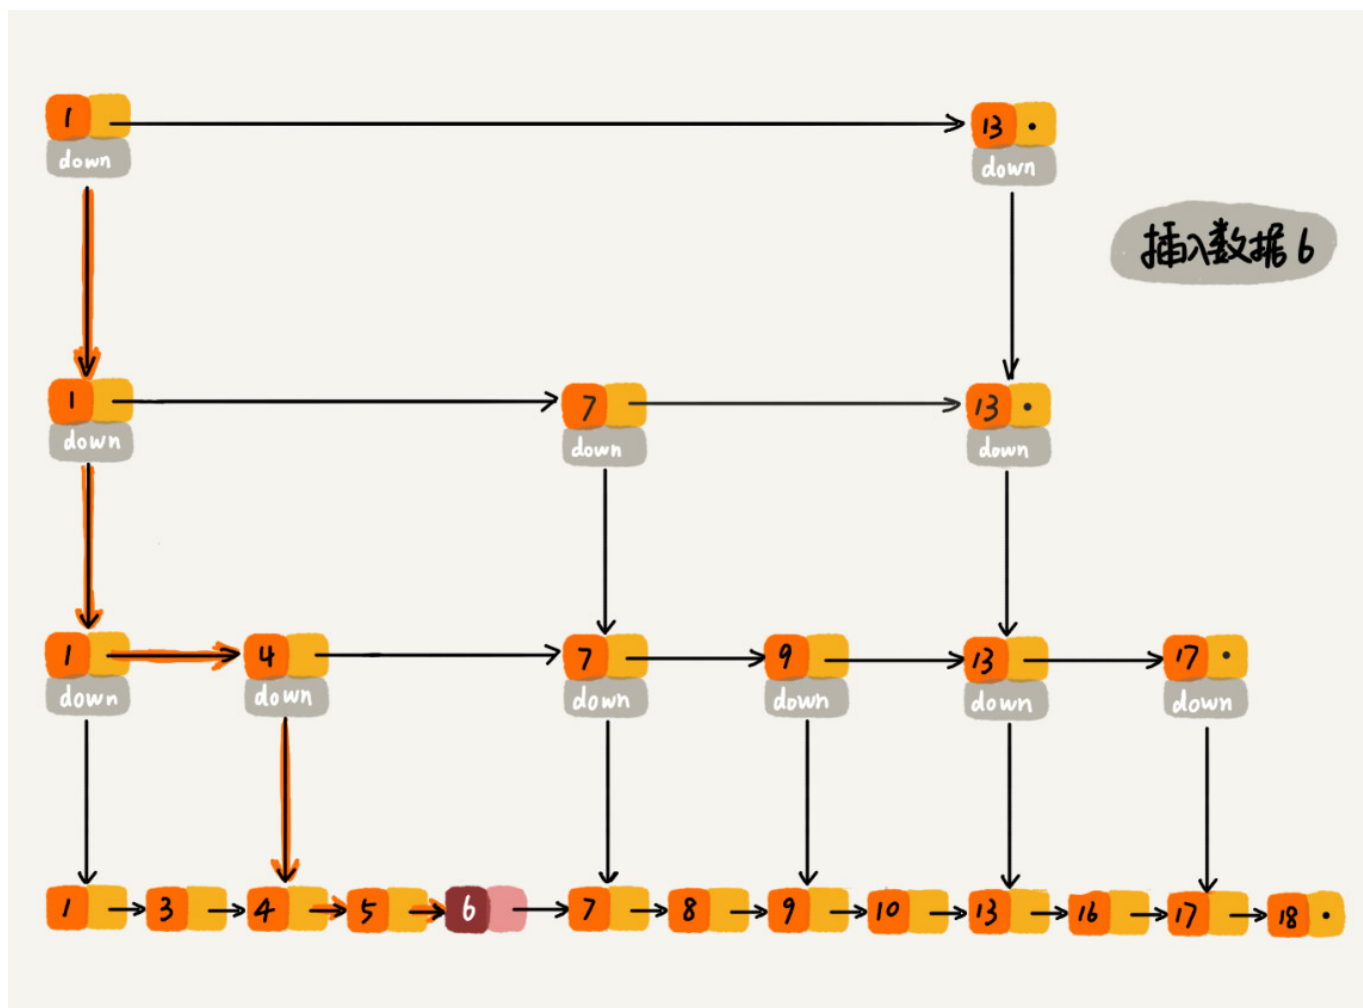 1 13
down down
插入数据6
1 7 13
down down down
1 4 7 9 13 17
down down down down down down
1 3 4 5 6 7 8 9 10 13 16 17 18